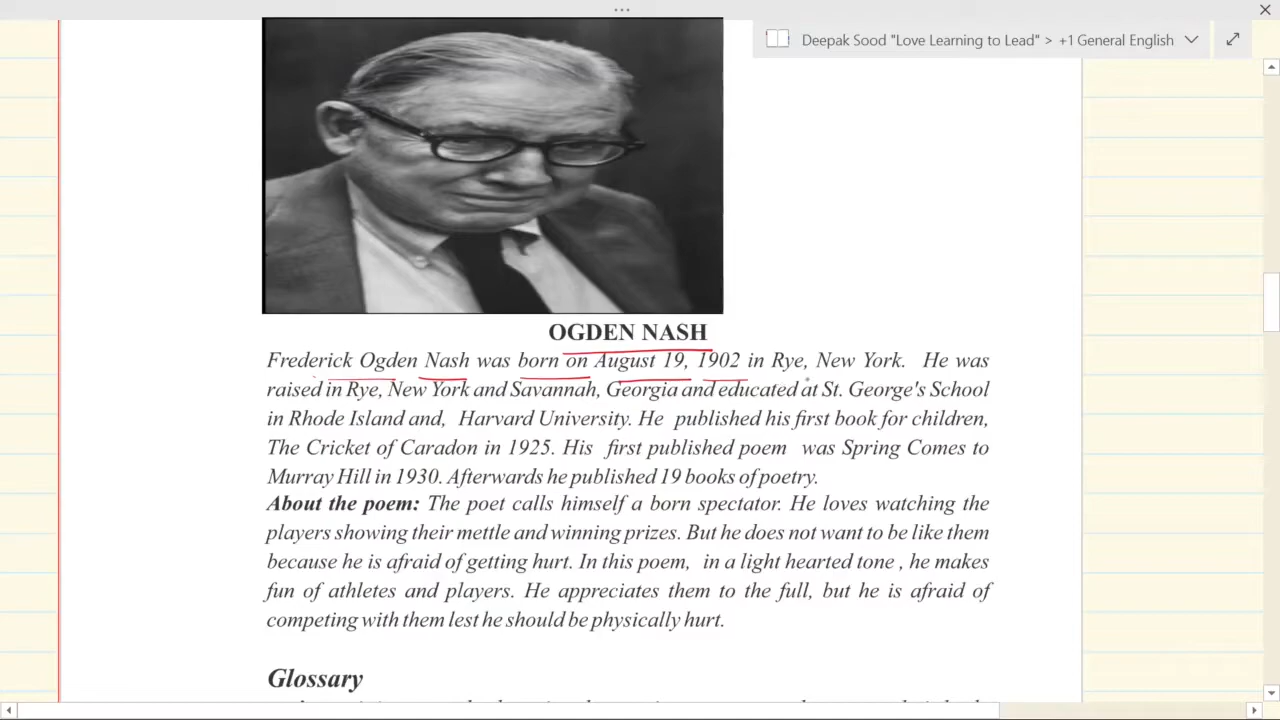 Deepak Sood "Love Learning to Lead" > +1 General English
OGDEN NASH
Frederick Ogden Nash was born on August 19, 1902 in Rye, New York. He was
raised in Rye, New York and Savannah, Georgia and educated at St. George's School
in Rhode Island and, Harvard University. He published his first book for children,
The Cricket of Caradon in 1925. His first published poem was Spring Comes to
Murray Hill in 1930. Afterwards he published 19 books of poetry.
About the poem: The poet calls himself a born spectator. He loves watching the
players showing their mettle and winning prizes. But he does not want to be like them
because he is afraid of getting hurt. In this poem, in a light hearted tone , he makes
fun of athletes and players. He appreciates them to the full, but he is afraid of
competing with them lest he should be physically hurt.
Glossary